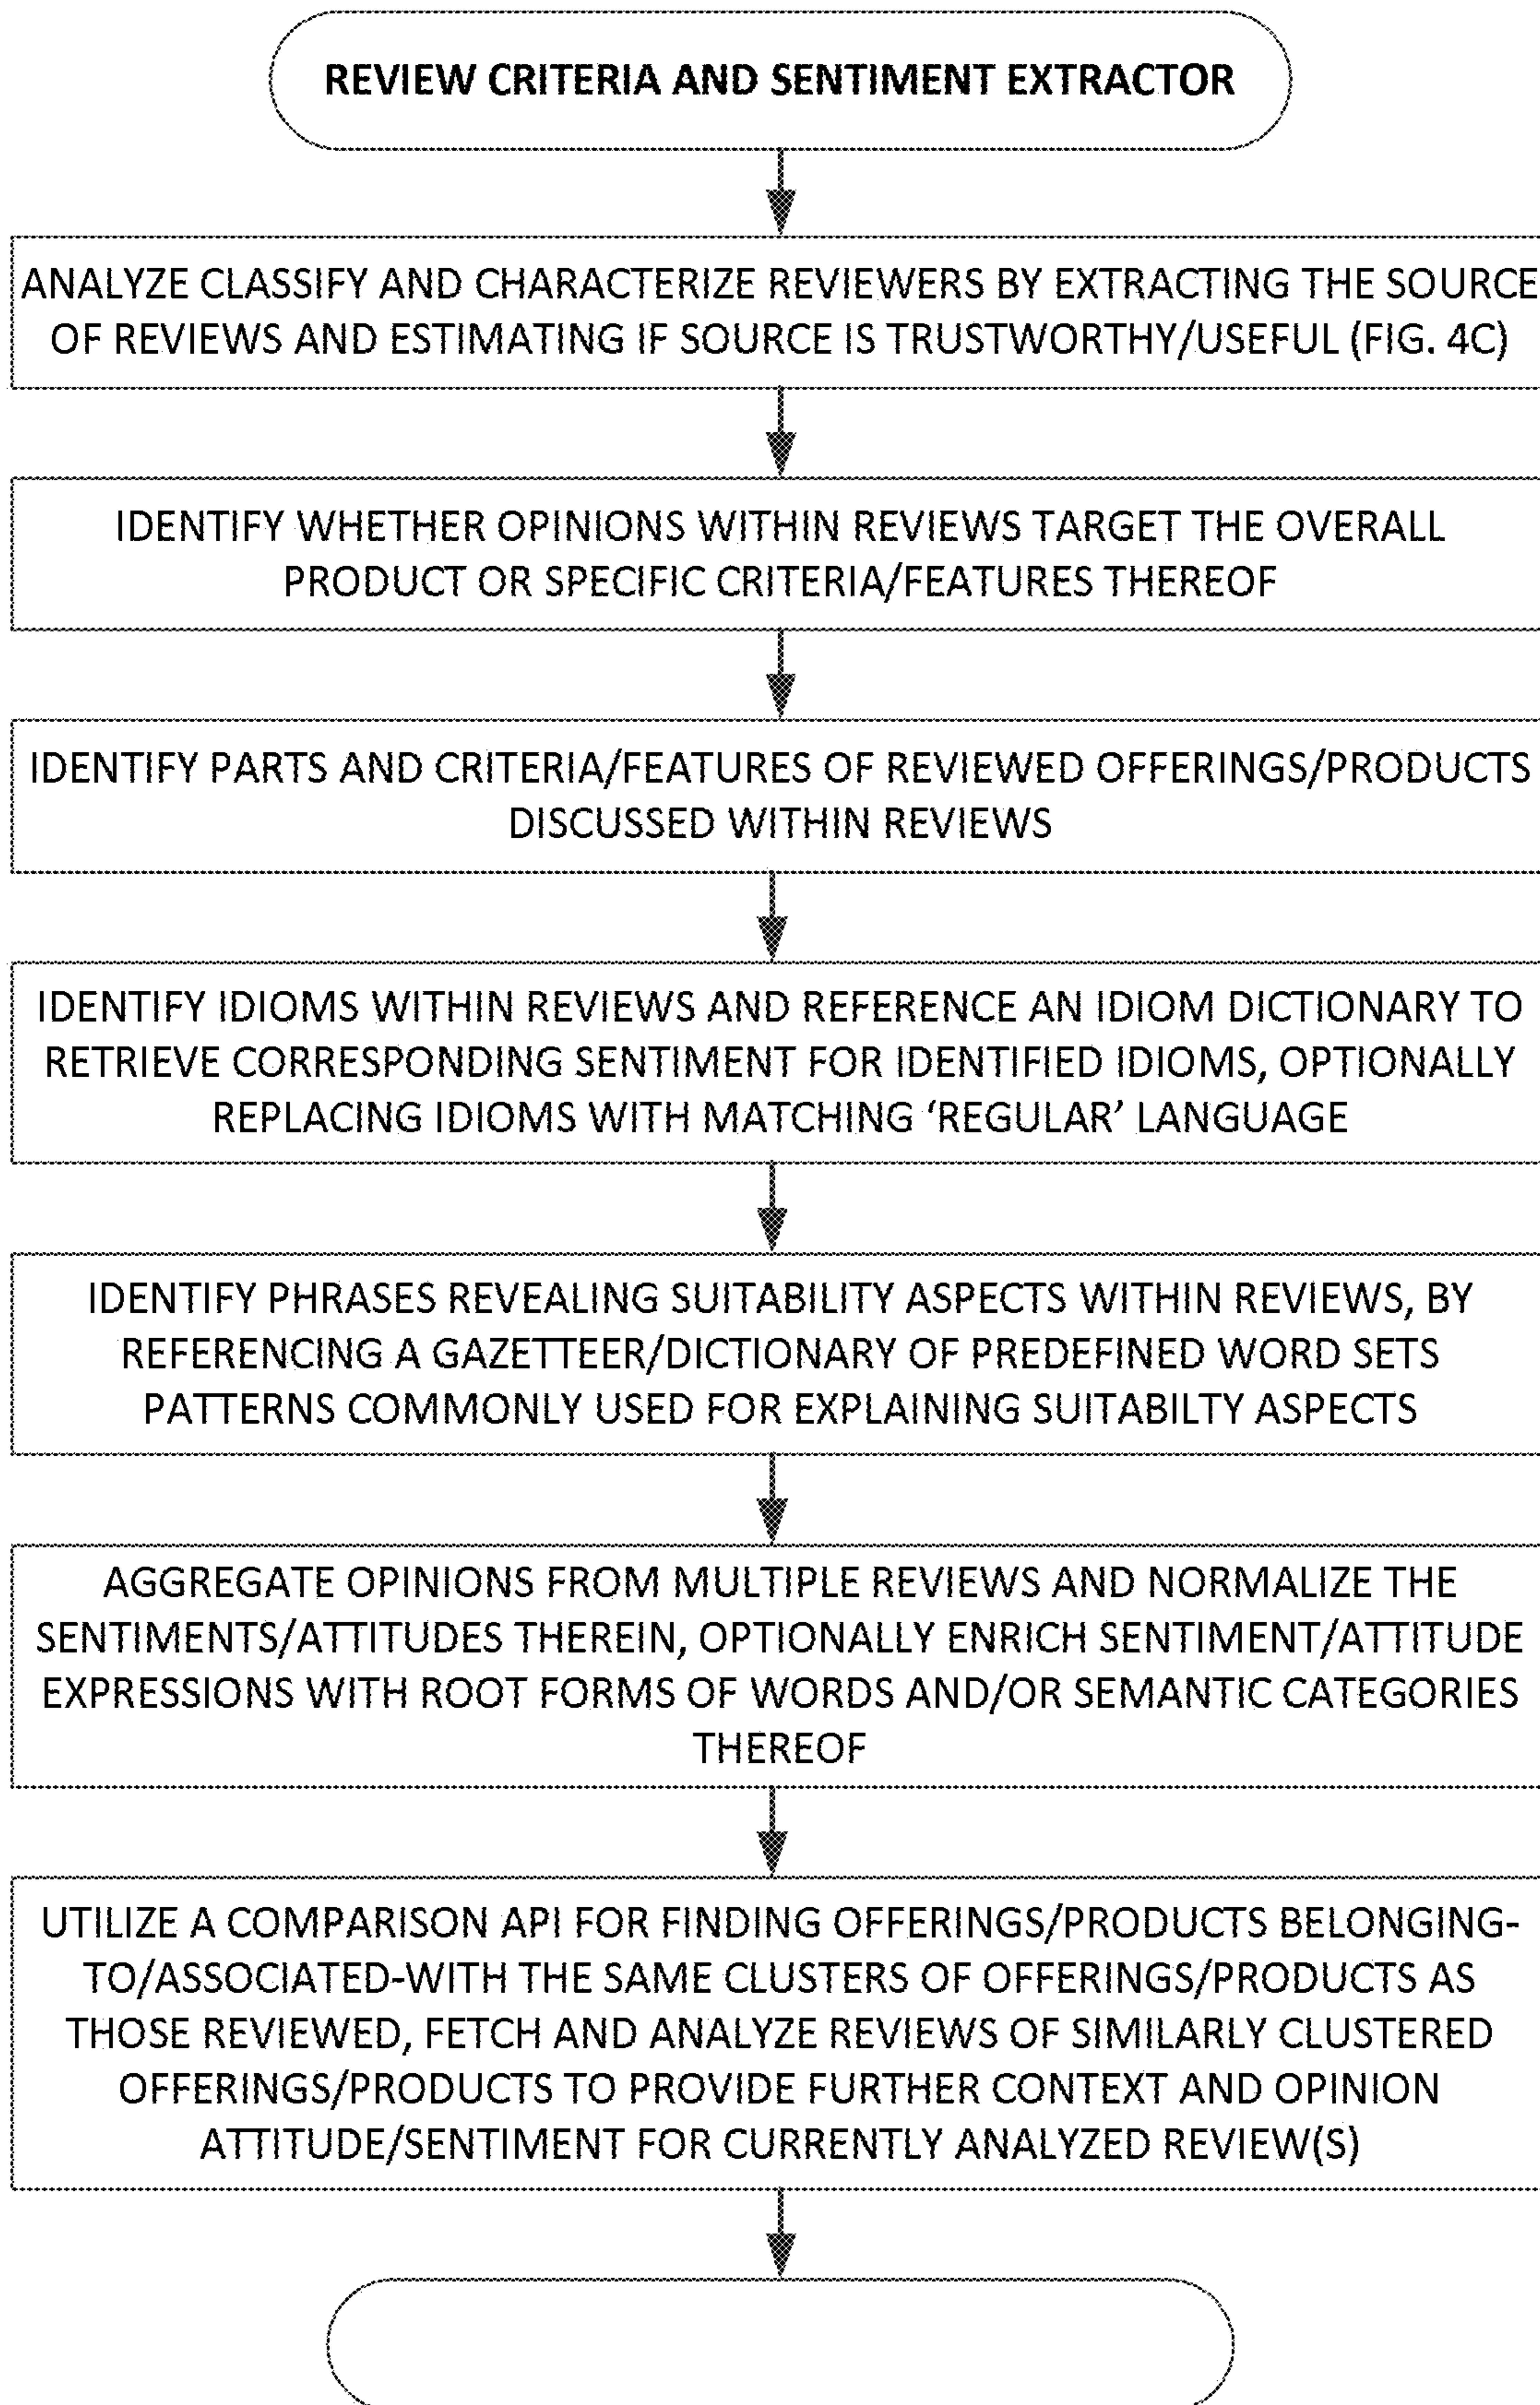 REVIEW CRITERIA AND SENTIMENT EXTRACTOR
ANALYZE CLASSIFY AND CHARACTERIZE REVIEWERS BY EXTRACTING THE SOURCE
OF REVIEWS AND ESTIMATING IF SOURCE IS TRUSTWORTHY/USEFUL (FIG. 4C)
IDENTIFY WHETHER OPINIONS WITHIN REVIEWS TARGET THE OVERALL
PRODUCT OR SPECIFIC CRITERIA/FEATURES THEREOF
IDENTIFY PARTS AND CRITERIA/FEATURES OF REVIEWED OFFERINGS/PRODUCTS
DISCUSSED WITHIN REVIEWS
IDENTIFY IDIOMS WITHIN REVIEWS AND REFERENCE AN IDIOM DICTIONARY TO
RETRIEVE CORRESPONDING SENTIMENT FOR IDENTIFIED IDIOMS, OPTIONALLY
REPLACING IDIOMS WITH MATCHING ‘REGULAR’ LANGUAGE
IDENTIFY PHRASES REVEALING SUITABILITY ASPECTS WITHIN REVIEWS, BY
REFERENCING A GAZETTEER/DICTIONARY OF PREDEFINED WORD SETS
PATTERNS COMMONLY USED FOR EXPLAINING SUITABILTY ASPECTS
AGGREGATE OPINIONS FROM MULTIPLE REVIEWS AND NORMALIZE THE
SENTIMENTS/ATTITUDES THEREIN, OPTIONALLY ENRICH SENTIMENT/ATTITUDE
EXPRESSIONS WITH ROOT FORMS OF WORDS AND/OR SEMANTIC CATEGORIES
THEREOF
UTILIZE A COMPARISON API FOR FINDING OFFERINGS/PRODUCTS BELONGING-
TO/ASSOCIATED-WITH THE SAME CLUSTERS OF OFFERINGS/PRODUCTS AS
THOSE REVIEWED, FETCH AND ANALYZE REVIEWS OF SIMILARLY CLUSTERED
OFFERINGS/PRODUCTS TO PROVIDE FURTHER CONTEXT AND OPINION
ATTITUDE/SENTIMENT FOR CURRENTLY ANALYZED REVIEW(S)